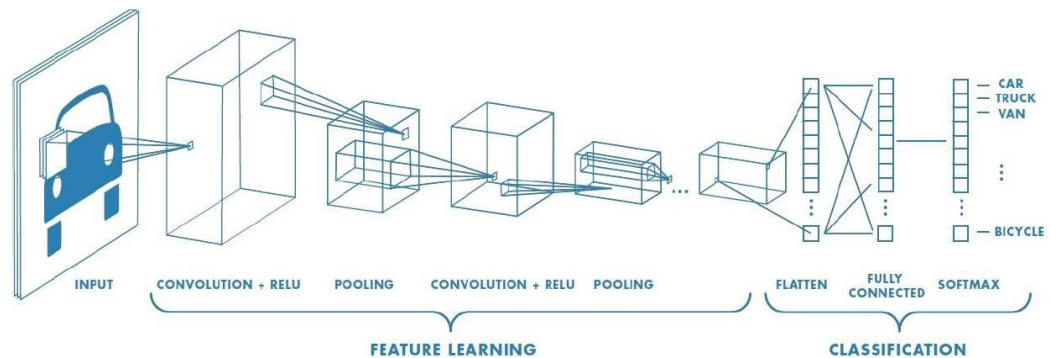 CAR
TRUCK
VAN
BICYCLE
INPUT CONVOLUTION + RELU POOLING CONVOLUTION + RELU POOLING FLATTEN FULLY CONNECTED SOFTMAX
FEATURE LEARNING CLASSIFICATION